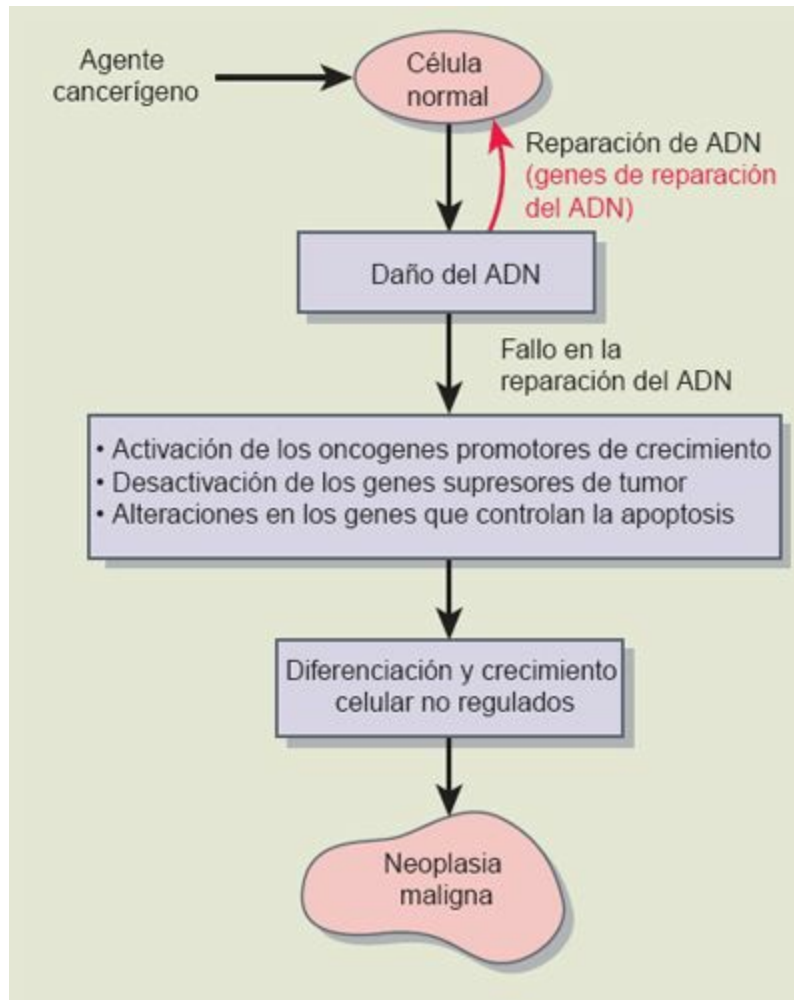 Agente
cancerígeno
Célula
normal
Reparación de ADN
(genes de reparación
del ADN)
Daño del ADN
Fallo en la
reparación del ADN
• Activación de los oncogenes promotores de crecimiento
• Desactivación de los genes supresores de tumor
• Alteraciones en los genes que controlan la apoptosis
Diferenciación y crecimiento
celular no regulados
Neoplasia
maligna